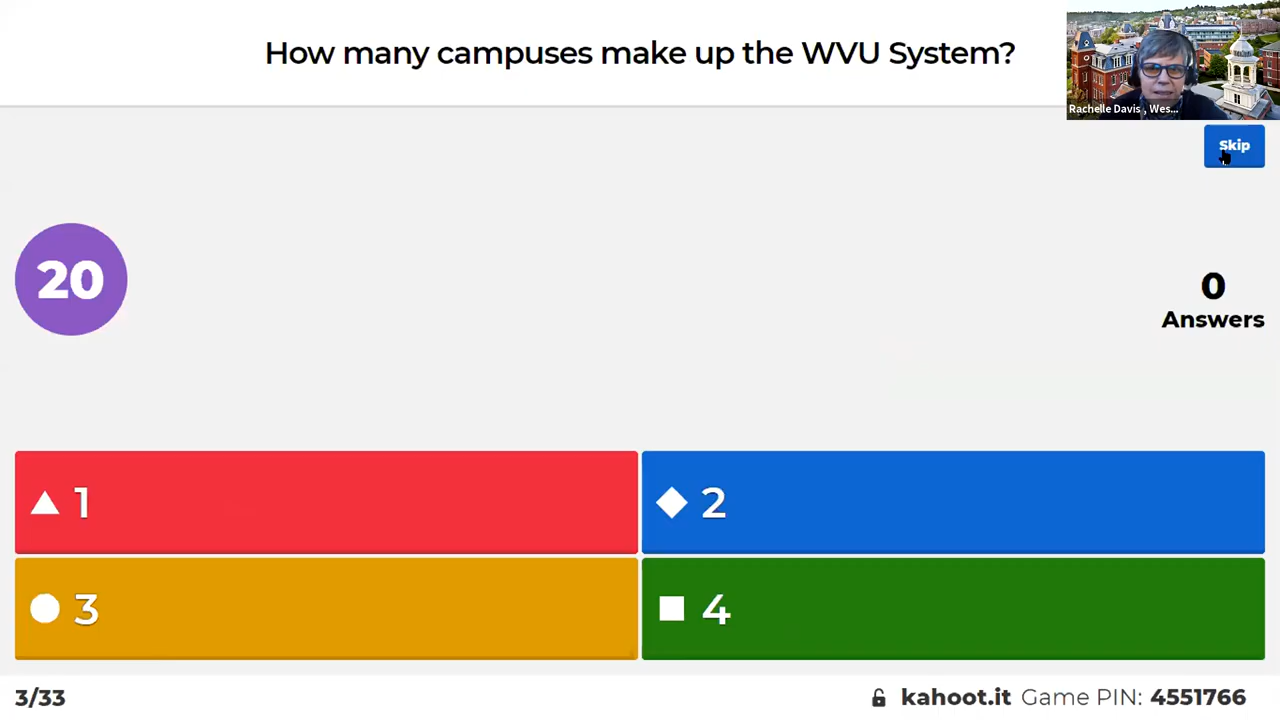 How many campuses make up the WVU System?
Rachelle Davis , Wes...
Skip
20
0
Answers
1
2
3
4
3/33
kahoot.it Game PIN: 4551766